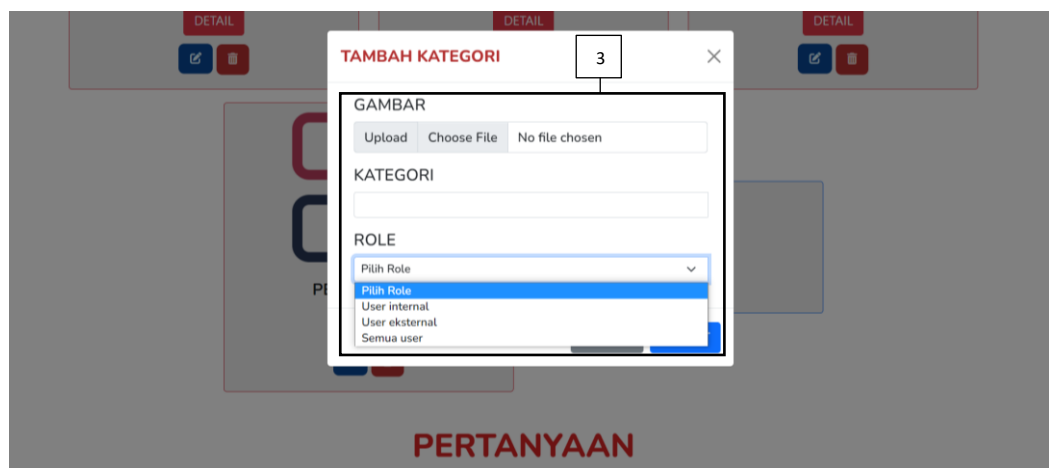 DETAIL DETAIL DETAIL
TAMBAH KATEGORI
3
GAMBAR
Upload Choose File No file chosen
KATEGORI
ROLE
Pilih Role
Pilih Role
User internal
User eksternal
Semua user
PERTANYAAN